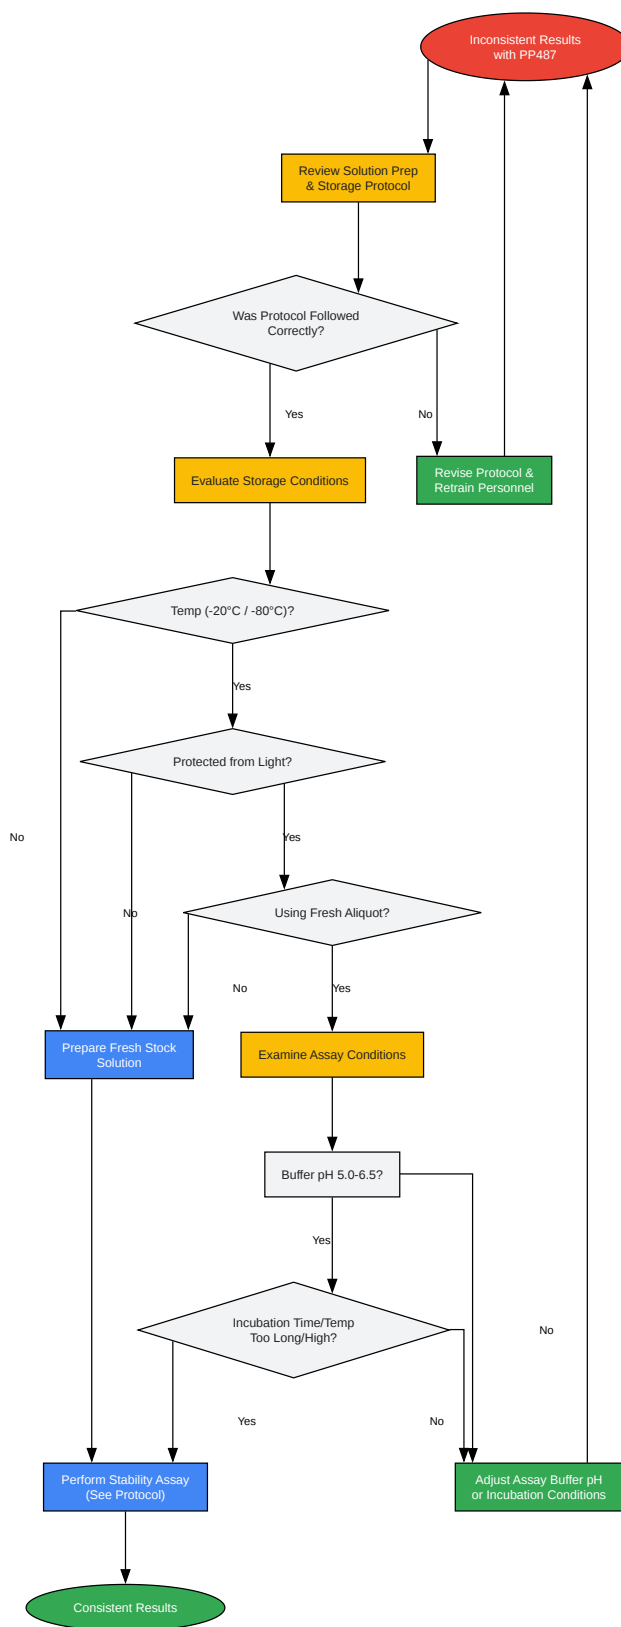 Inconsistent Results
with PP487
Review Solution Prep
& Storage Protocol
Was Protocol Followed
Correctly?
Yes
No
Evaluate Storage Conditions
Revise Protocol &
Retrain Personnel
Temp (-20°C / -80°C)?
Yes
Protected from Light?
No
Yes
No
Using Fresh Aliquot?
No
Yes
Prepare Fresh Stock
Solution
Examine Assay Conditions
Buffer pH 5.0-6.5?
Yes
Incubation Time/Temp
Too Long/High?
No
Yes
No
Perform Stability Assay
(See Protocol)
Adjust Assay Buffer pH
or Incubation Conditions
Consistent Results